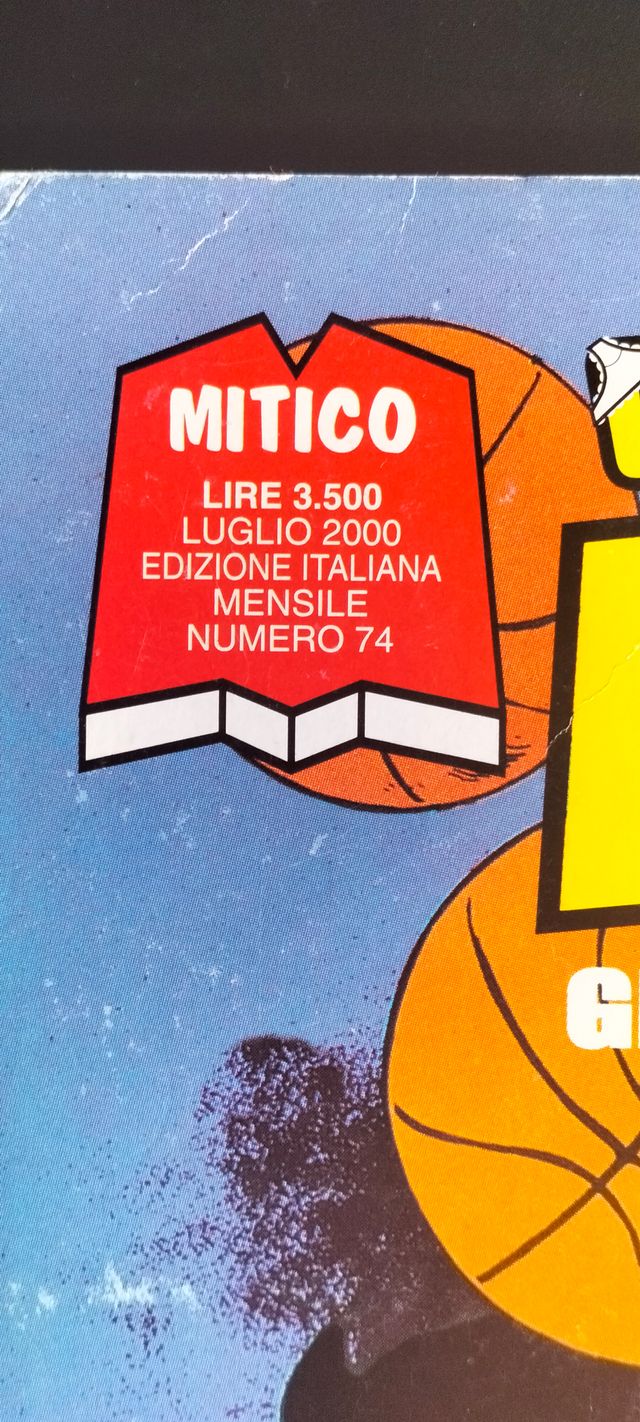 MITICO
LIRE 3.500
LUGLIO 2000
EDIZIONE ITALIANA
MENSILE
NUMERO 74
G